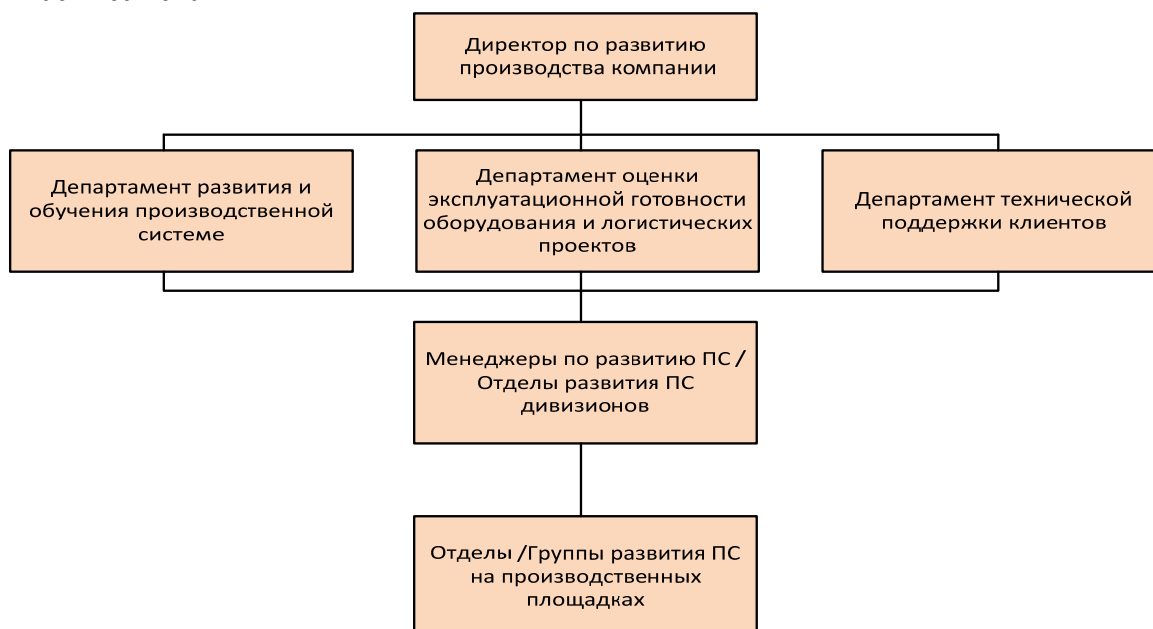 Директор по развитию
производства компании
Департамент развития и
обучения производственной
системе
Департамент оценки
эксплуатационной готовности
оборудования и логистических
проектов
Департамент технической
поддержки клиентов
Менеджеры по развитию ПС /
Отделы развития ПС
дивизионов
Отделы /Группы развития ПС
на производственных
площадках